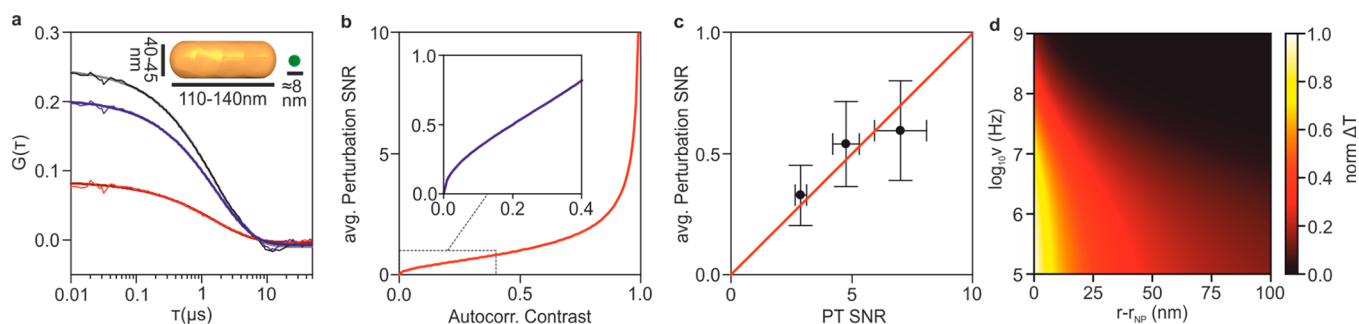 a
0.3
0.2
0.1
0.0
G(τ)
0.01
0.1
1
10
τ(µs)
40-45
nm
110-140nm
≈8
nm
b
10
5
0
avg. Perturbation SNR
0.0
0.5
1.0
Autocorr. Contrast
1.0
0.5
0.0
0.0
0.2
0.4
c
1.0
0.5
0.0
avg. Perturbation SNR
0
5
10
PT SNR
d
9
8
7
6
5
log₁₀ν (Hz)
0
50
100
r-r_NP (nm)
1.0
0.8
0.6
0.4
0.2
0.0
norm ΔT